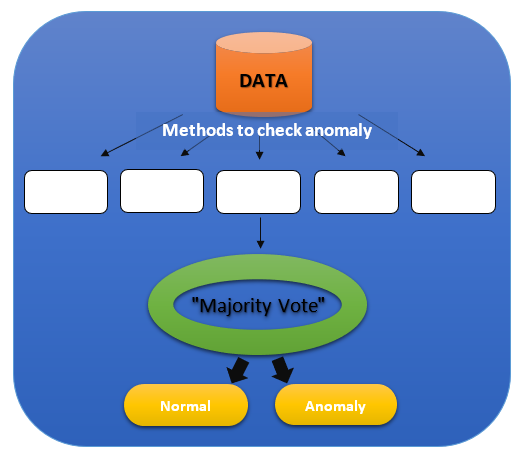 DATA
Methods to check anomaly
"Majority Vote"
Normal
Anomaly